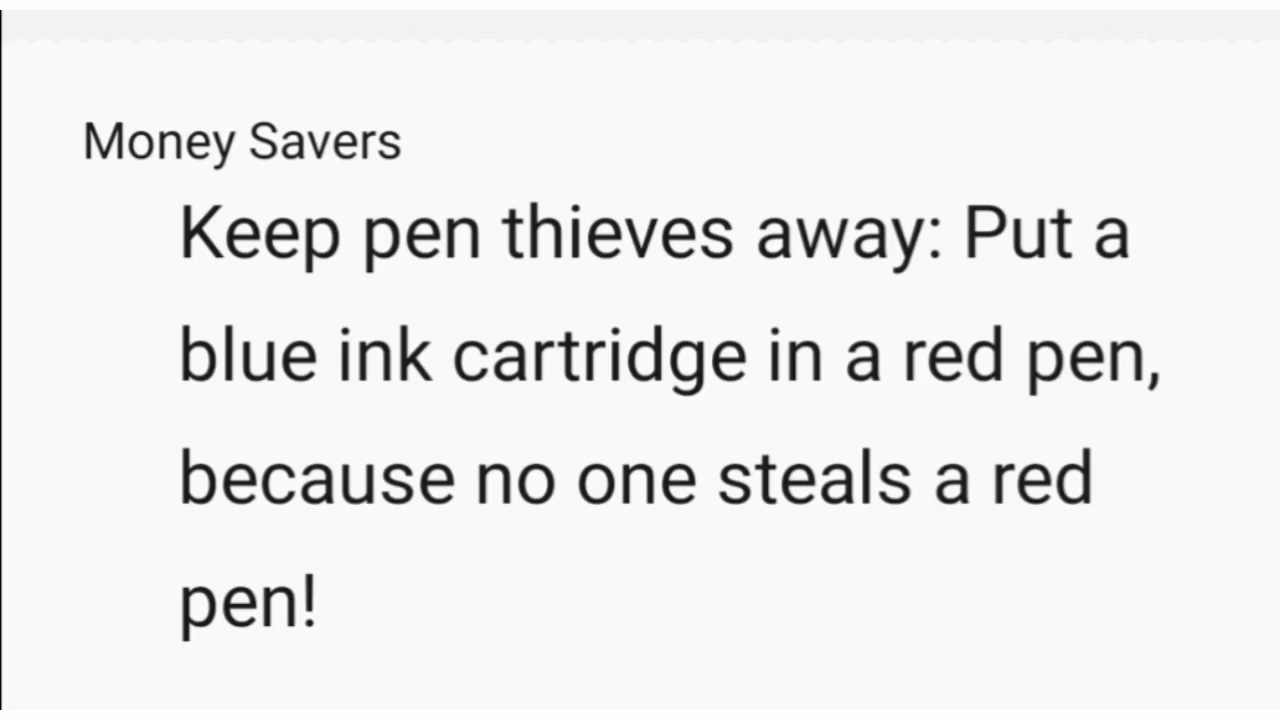 Money Savers
Keep pen thieves away: Put a
blue ink cartridge in a red pen,
because no one steals a red
pen!